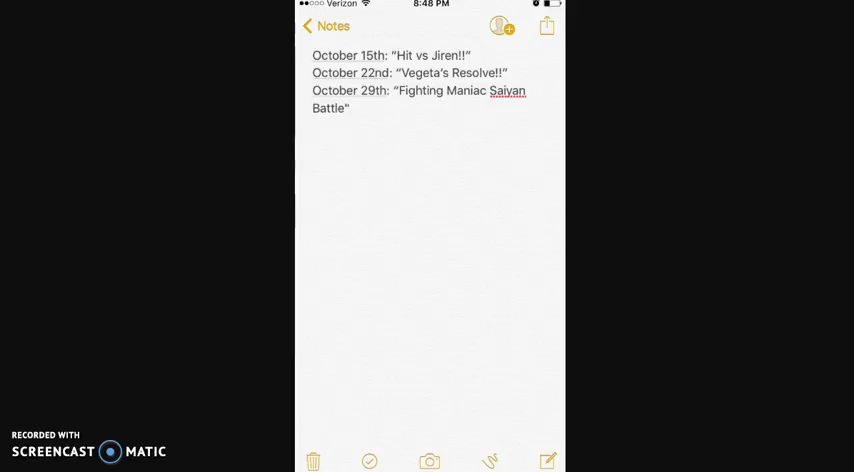 Verizon 8:48 PM
Notes
October 15th: “Hit vs Jiren!!”
October 22nd: “Vegeta’s Resolve!!”
October 29th: “Fighting Maniac Saiyan
Battle"
RECORDED WITH
SCREENCAST MATIC